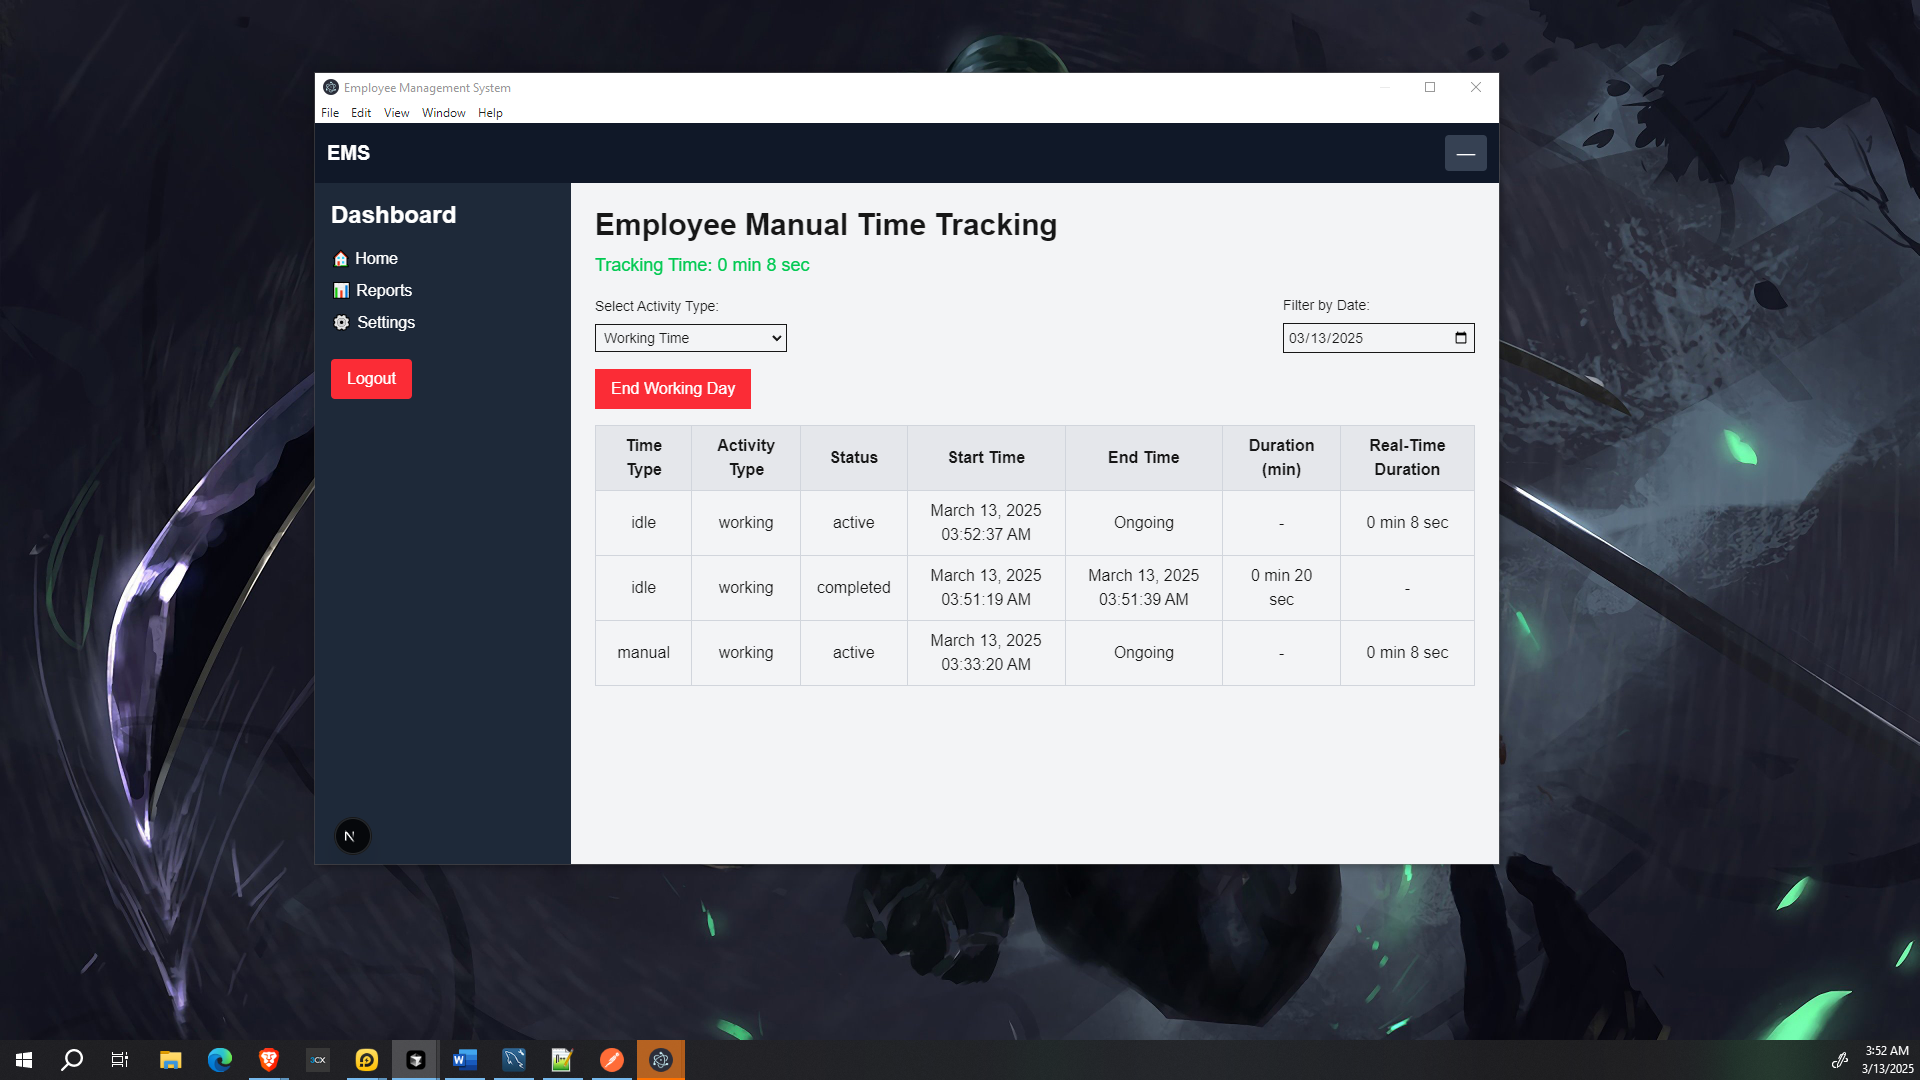 Employee Management System
File Edit View Window Help
EMS
—
Dashboard
Home
Reports
Settings
Logout
N
Employee Manual Time Tracking
Tracking Time: 0 min 8 sec
Select Activity Type:
Working Time
Filter by Date:
03/13/2025
End Working Day
Time Type Activity Type Status Start Time End Time Duration (min) Real-Time Duration
idle working active March 13, 2025 03:52:37 AM Ongoing - 0 min 8 sec
idle working completed March 13, 2025 03:51:19 AM March 13, 2025 03:51:39 AM 0 min 20 sec -
manual working active March 13, 2025 03:33:20 AM Ongoing - 0 min 8 sec
3CX
W
3:52 AM
3/13/2025